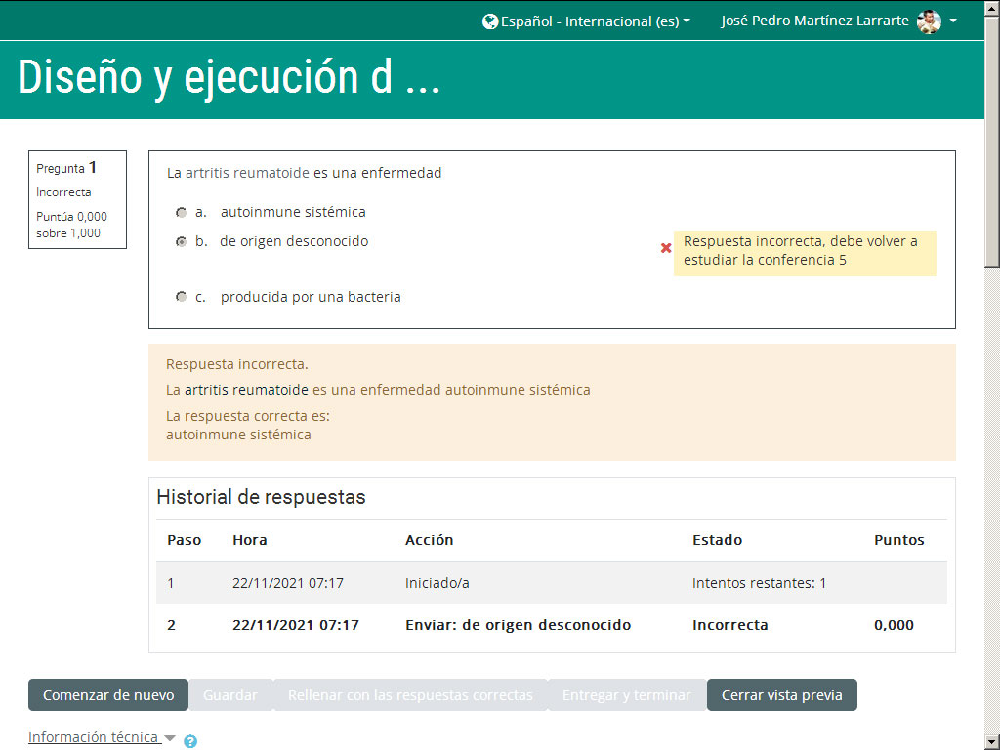 Español - Internacional (es)
José Pedro Martínez Larrarte
Diseño y ejecución d ...
Pregunta 1
Incorrecta
Puntúa 0,000
sobre 1,000
La artritis reumatoide es una enfermedad
a. autoinmune sistémica
b. de origen desconocido
Respuesta incorrecta, debe volver a
estudiar la conferencia 5
c. producida por una bacteria
Respuesta incorrecta.
La artritis reumatoide es una enfermedad autoinmune sistémica
La respuesta correcta es:
autoinmune sistémica
Historial de respuestas
Paso Hora Acción Estado Puntos
1 22/11/2021 07:17 Iniciado/a Intentos restantes: 1
2 22/11/2021 07:17 Enviar: de origen desconocido Incorrecta 0,000
Comenzar de nuevo Guardar Rellenar con las respuestas correctas Entregar y terminar Cerrar vista previa
Información técnica ?